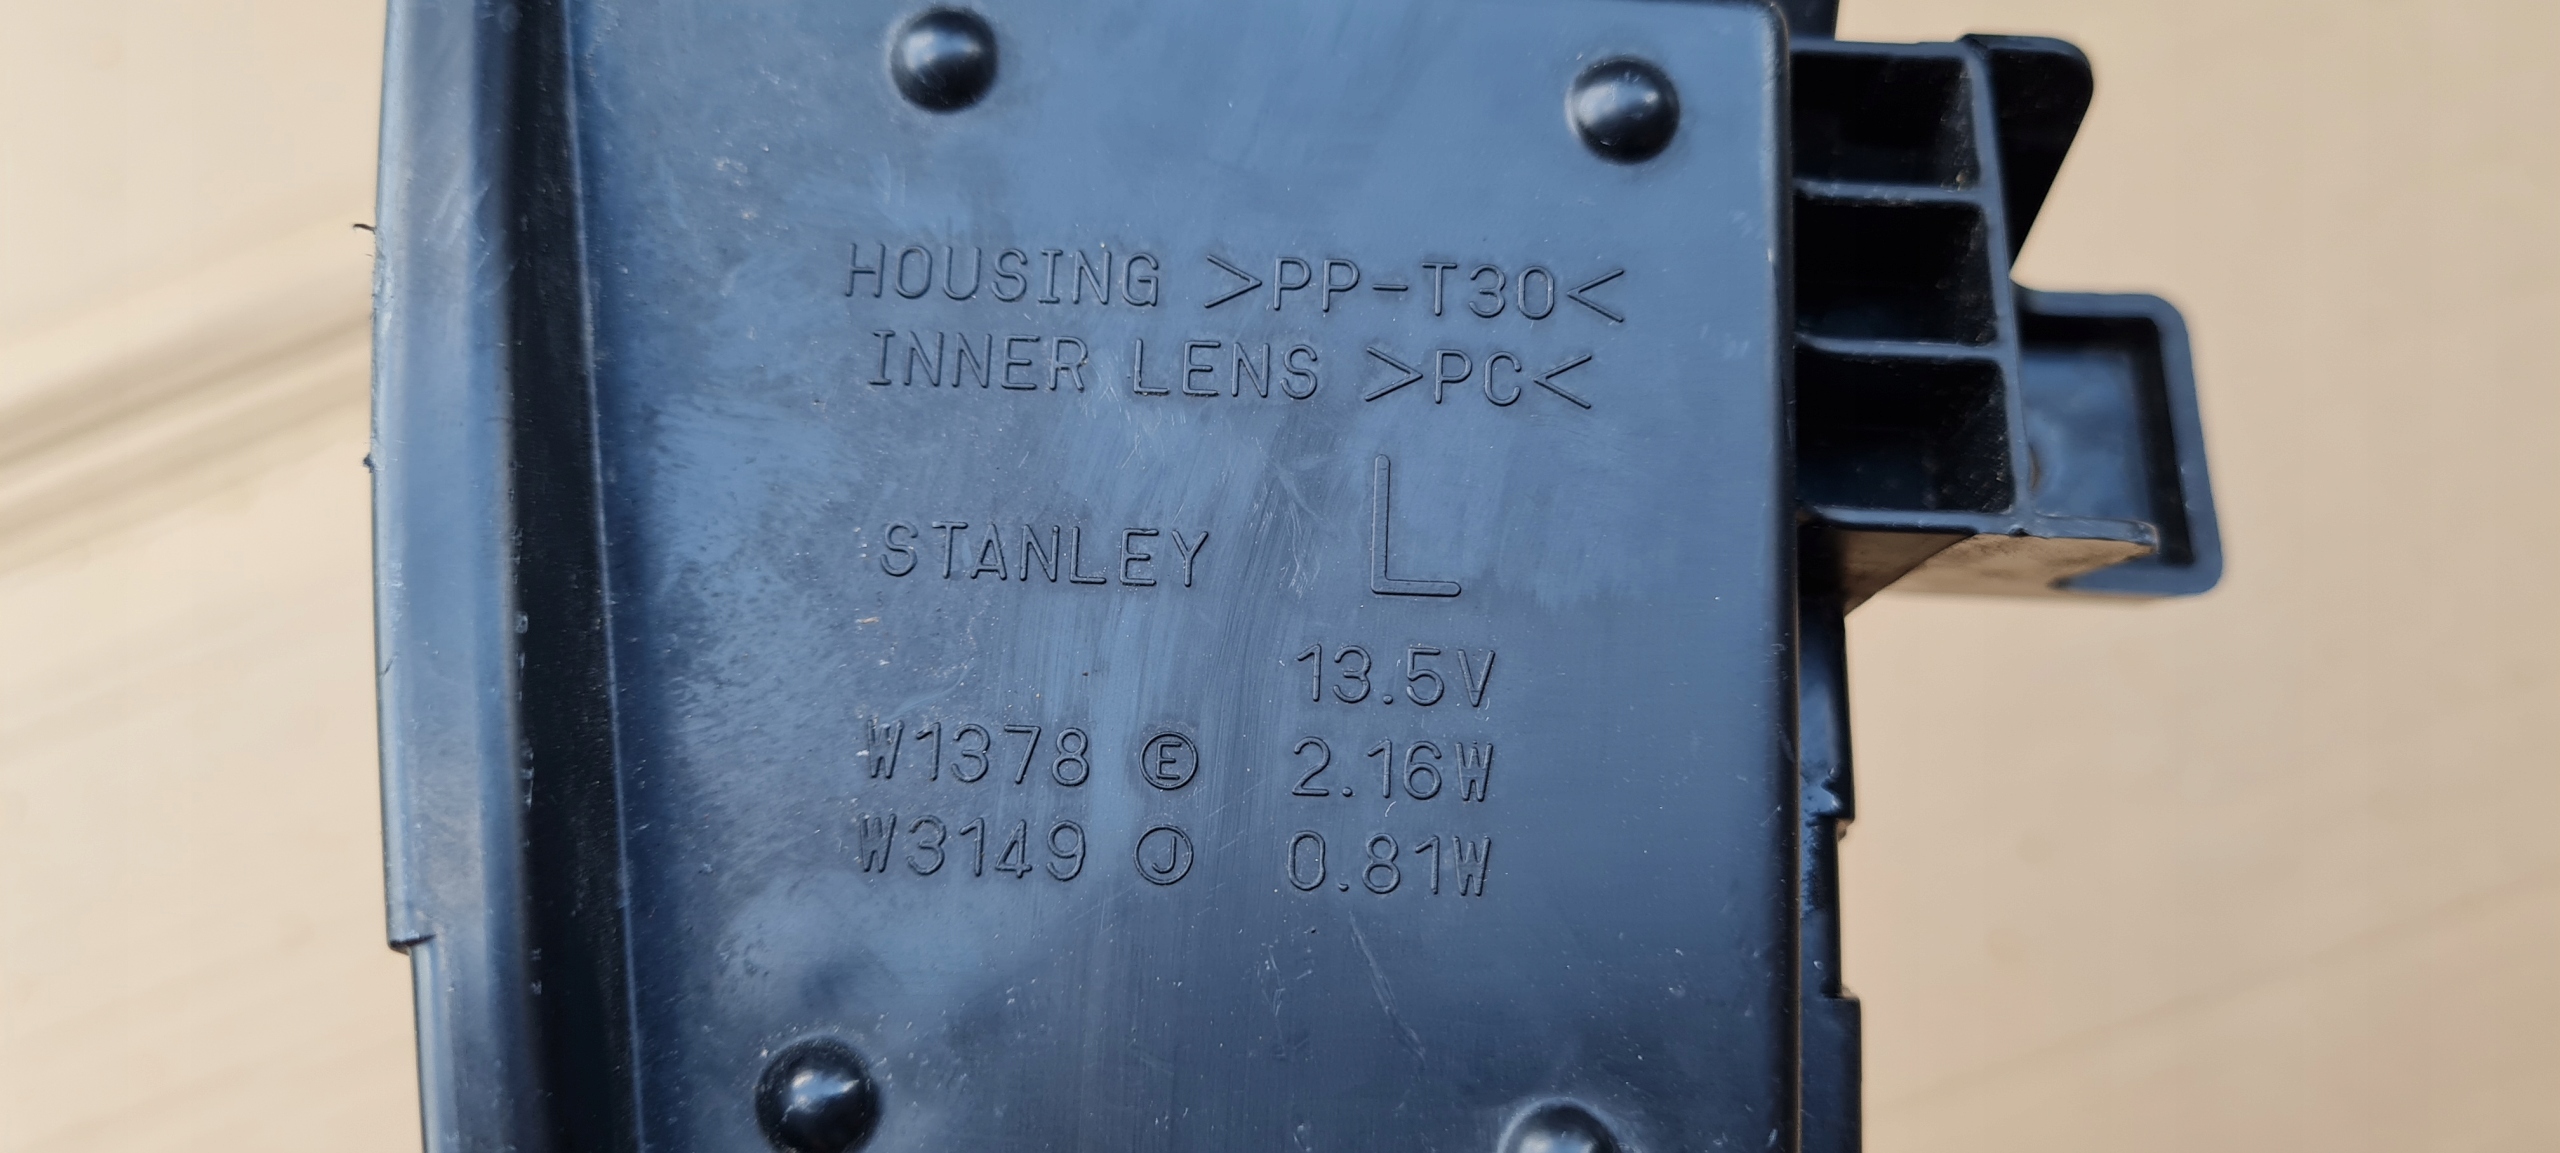 HOUSING >PP-T30<
INNER LENS >PC<
STANLEY L
13.5V
W1378 Ⓔ 2.16W
W3149 Ⓙ 0.81W